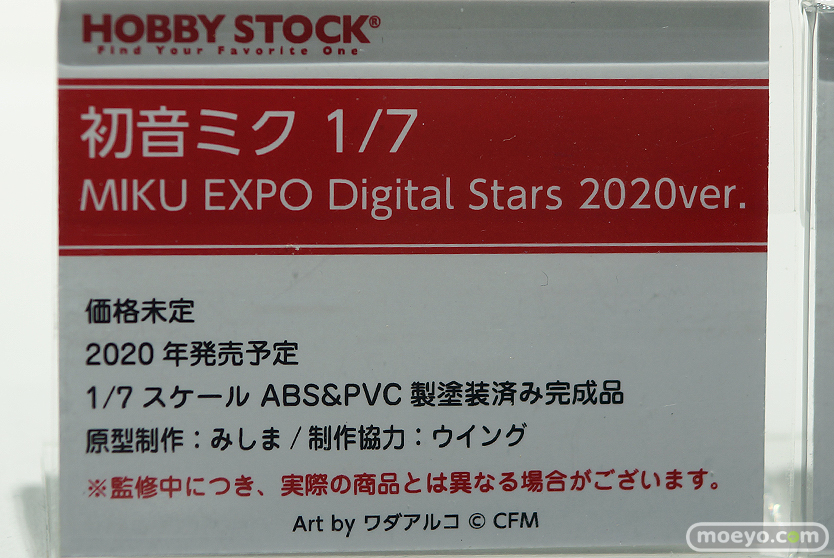 HOBBY STOCK®
Find Your Favorite One
初音ミク 1/7
MIKU EXPO Digital Stars 2020ver.
価格未定
2020 年発売予定
1/7 スケール ABS&PVC 製塗装済み完成品
原型制作：みしま / 制作協力：ウイング
※監修中につき、実際の商品とは異なる場合がございます。
Art by ワダアルコ © CFM
moeyo.com